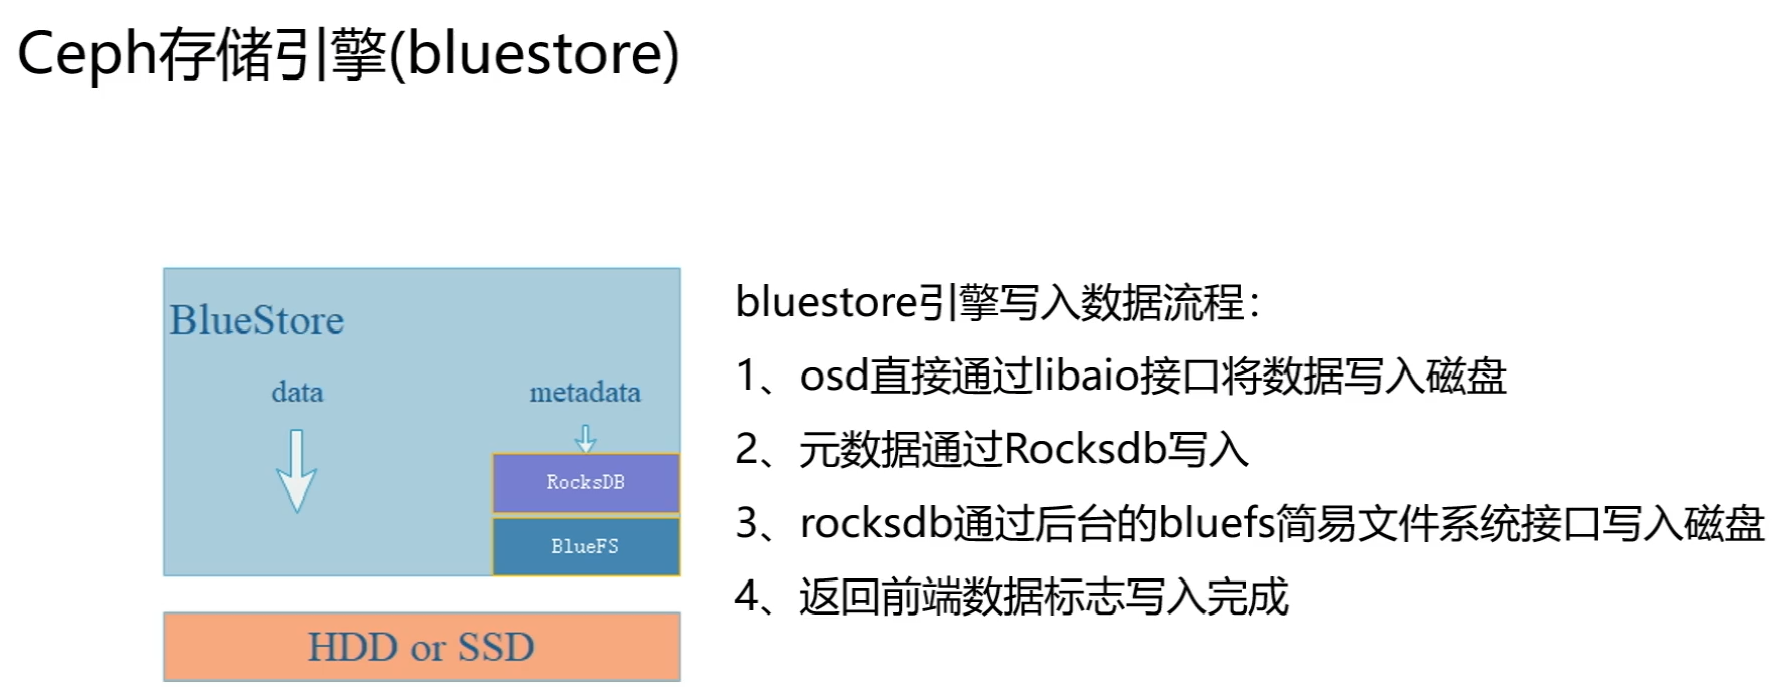 Ceph存储引擎(bluestore)
BlueStore
data
metadata
RocksDB
BlueFS
HDD or SSD
bluestore引擎写入数据流程：
1、osd直接通过libaio接口将数据写入磁盘
2、元数据通过Rocksdb写入
3、rocksdb通过后台的bluefs简易文件系统接口写入磁盘
4、返回前端数据标志写入完成